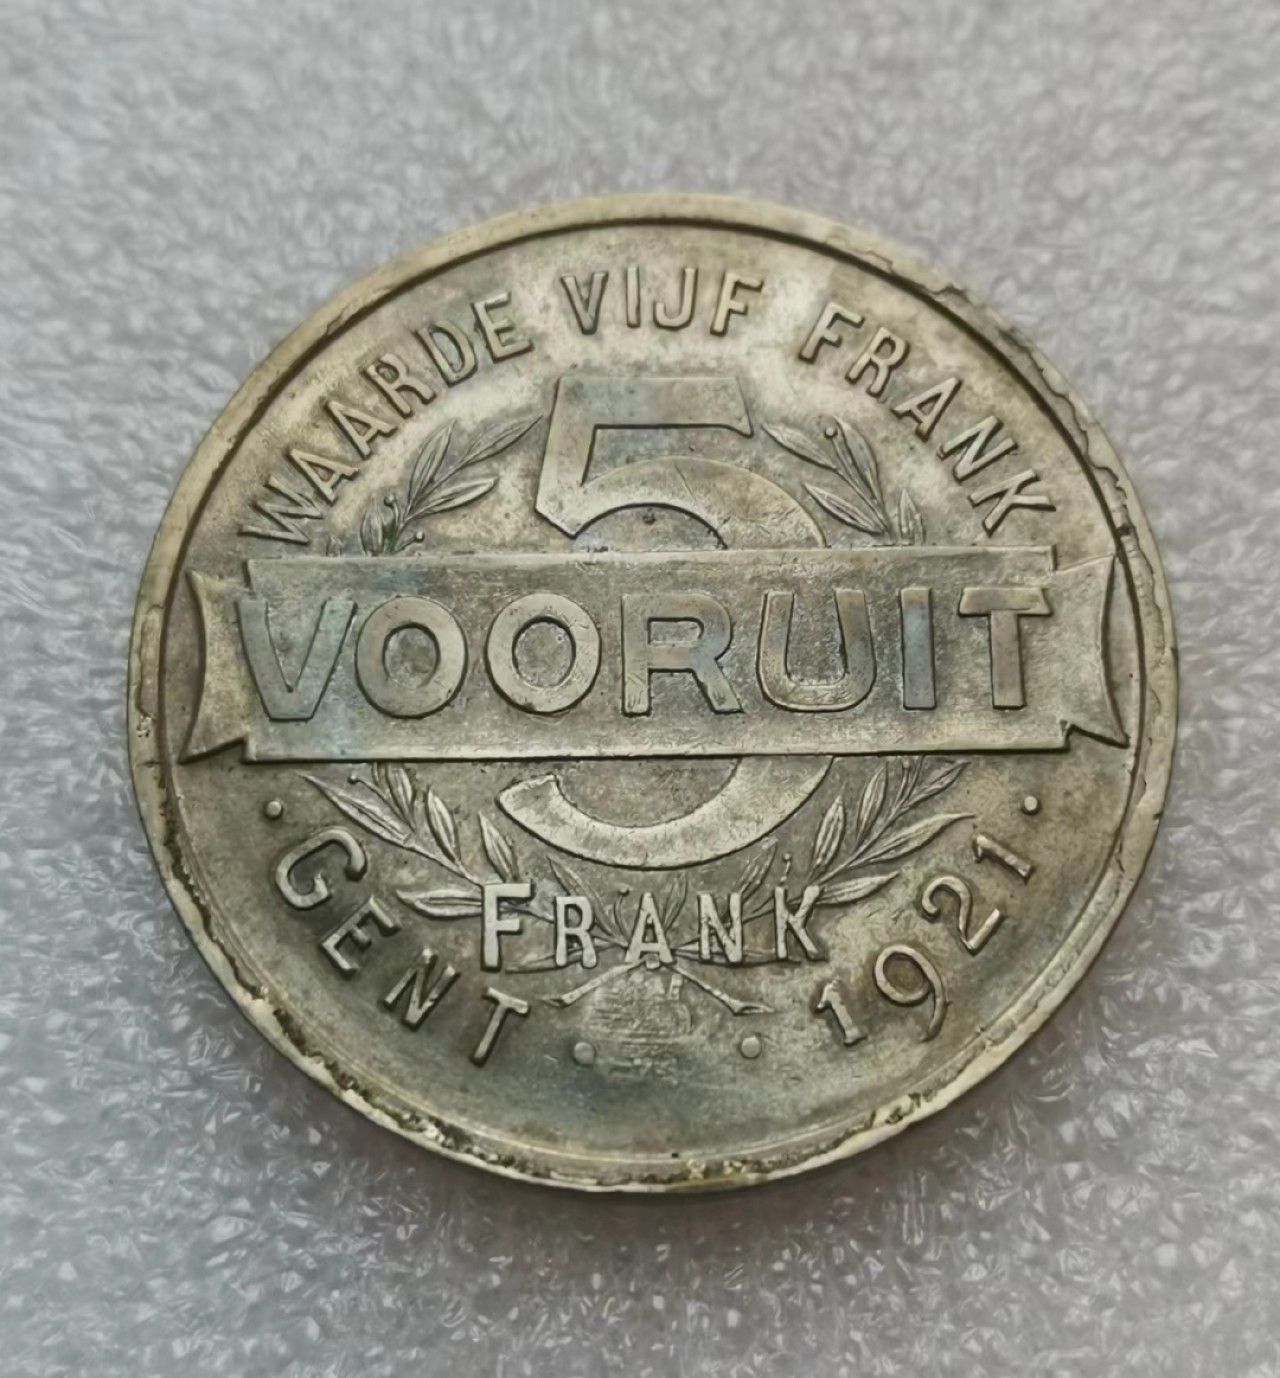 WAARDE VIJF FRANK
5
VOORUIT
FRANK
GENT 1921